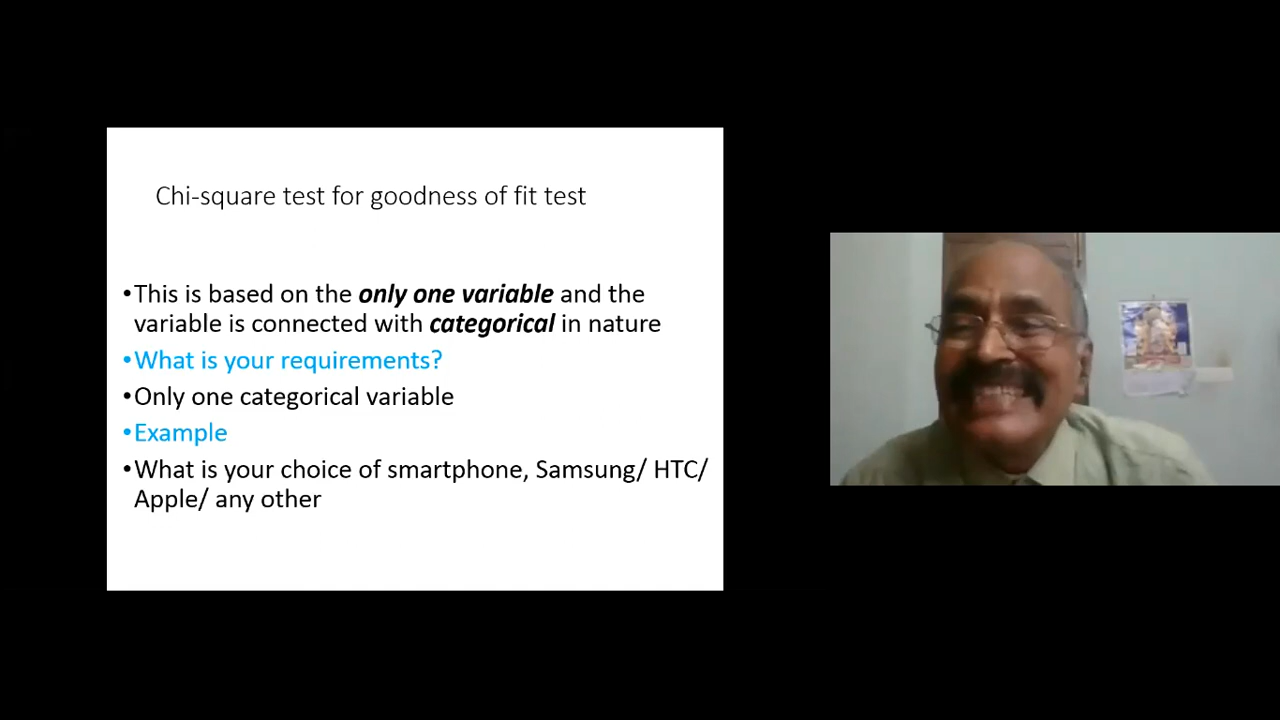 Chi-square test for goodness of fit test
•This is based on the only one variable and the
variable is connected with categorical in nature
•What is your requirements?
•Only one categorical variable
•Example
•What is your choice of smartphone, Samsung/ HTC/
Apple/ any other